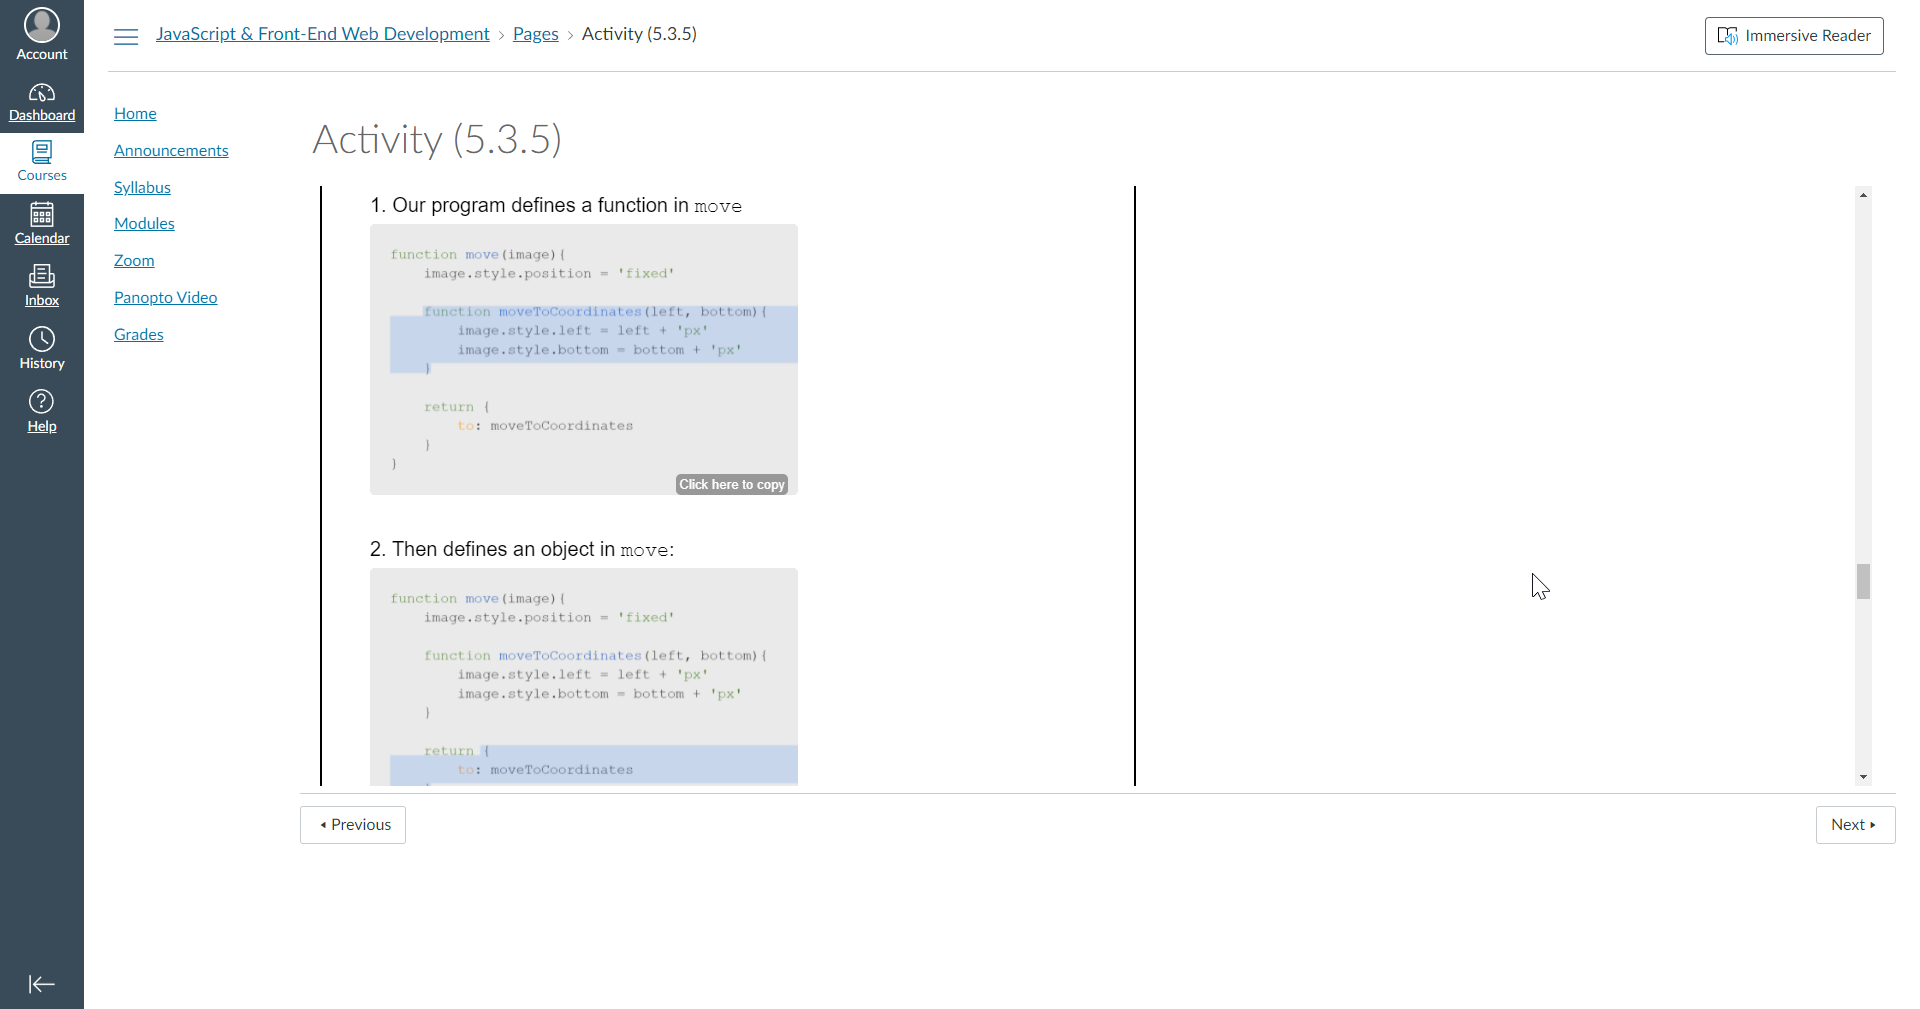 Account
Dashboard
Courses
Calendar
Inbox
History
Help
JavaScript & Front-End Web Development › Pages › Activity (5.3.5)
Immersive Reader
Home
Announcements
Syllabus
Modules
Zoom
Panopto Video
Grades
Activity (5.3.5)
1. Our program defines a function in move
function move(image){
    image.style.position = 'fixed'
    function moveToCoordinates(left, bottom){
        image.style.left = left + 'px'
        image.style.bottom = bottom + 'px'
    }
    return {
        to: moveToCoordinates
    }
}
Click here to copy
2. Then defines an object in move:
function move(image){
    image.style.position = 'fixed'
    function moveToCoordinates(left, bottom){
        image.style.left = left + 'px'
        image.style.bottom = bottom + 'px'
    }
    return {
        to: moveToCoordinates
Previous
Next